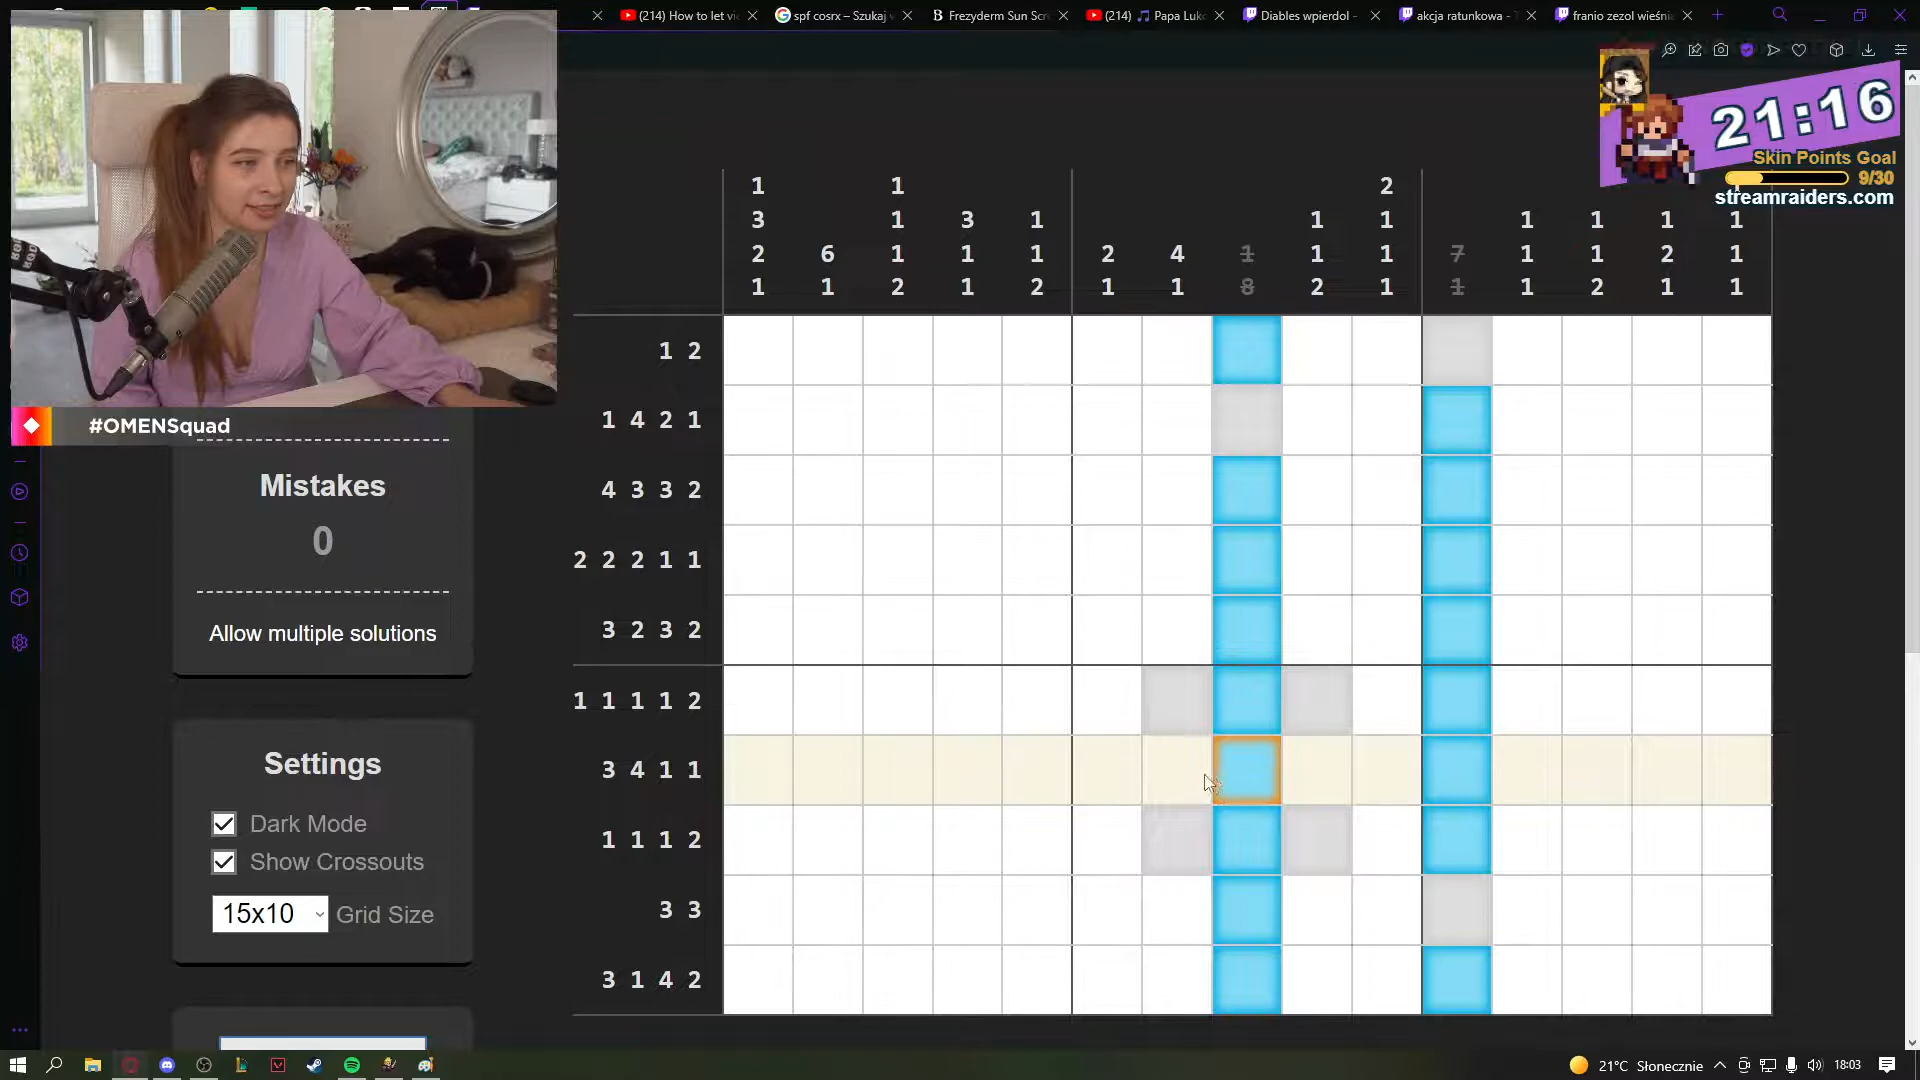 (214) How to let vi
spf cosrx – Szukaj
B Frezyderm Sun Scr
(214) 🎵 Papa Luk
Diables wpierdol -
akcja ratunkowa - T
franio zezol wieśni
21:16
Skin Points Goal
9/30
streamraiders.com
1 1 2
3 1 3 1 1 1 1 1 1 1
2 6 1 1 1 2 4 1 1 1 7 1 1 2 1
1 1 2 1 2 1 1 8 2 1 1 1 2 1 1
1 2
#OMENSquad
1 4 2 1
Mistakes
4 3 3 2
0
2 2 2 1 1
Allow multiple solutions
3 2 3 2
1 1 1 1 2
Settings
3 4 1 1
Dark Mode
1 1 1 2
Show Crossouts
15x10 Grid Size
3 3
3 1 4 2
21°C Słonecznie
18:03